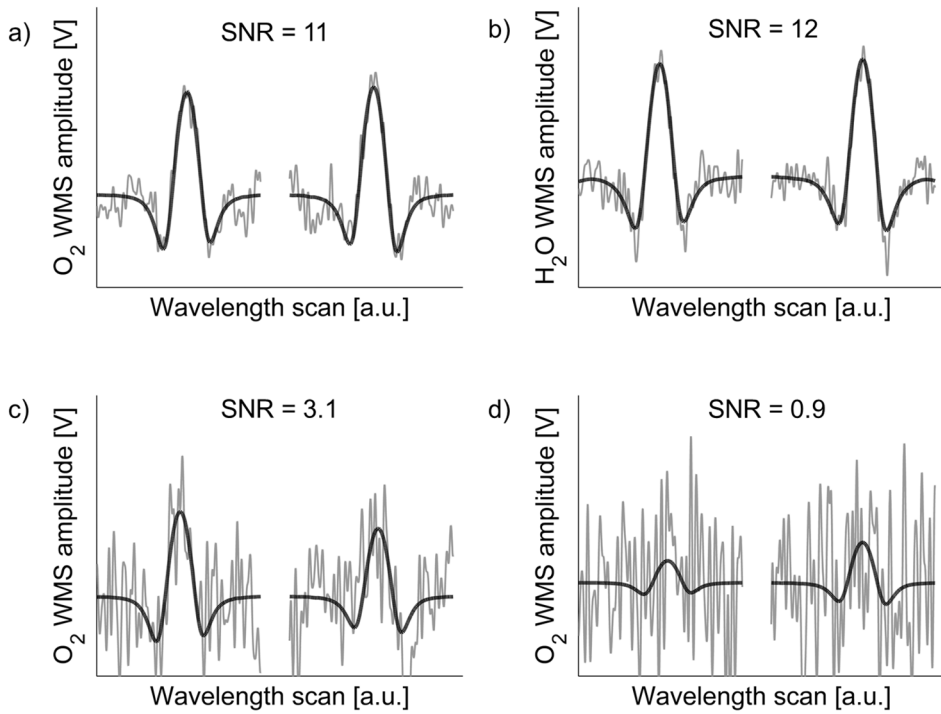 a)
SNR = 11
O2 WMS amplitude [V]
Wavelength scan [a.u.]
b)
SNR = 12
H2O WMS amplitude [V]
Wavelength scan [a.u.]
c)
SNR = 3.1
O2 WMS amplitude [V]
Wavelength scan [a.u.]
d)
SNR = 0.9
O2 WMS amplitude [V]
Wavelength scan [a.u.]